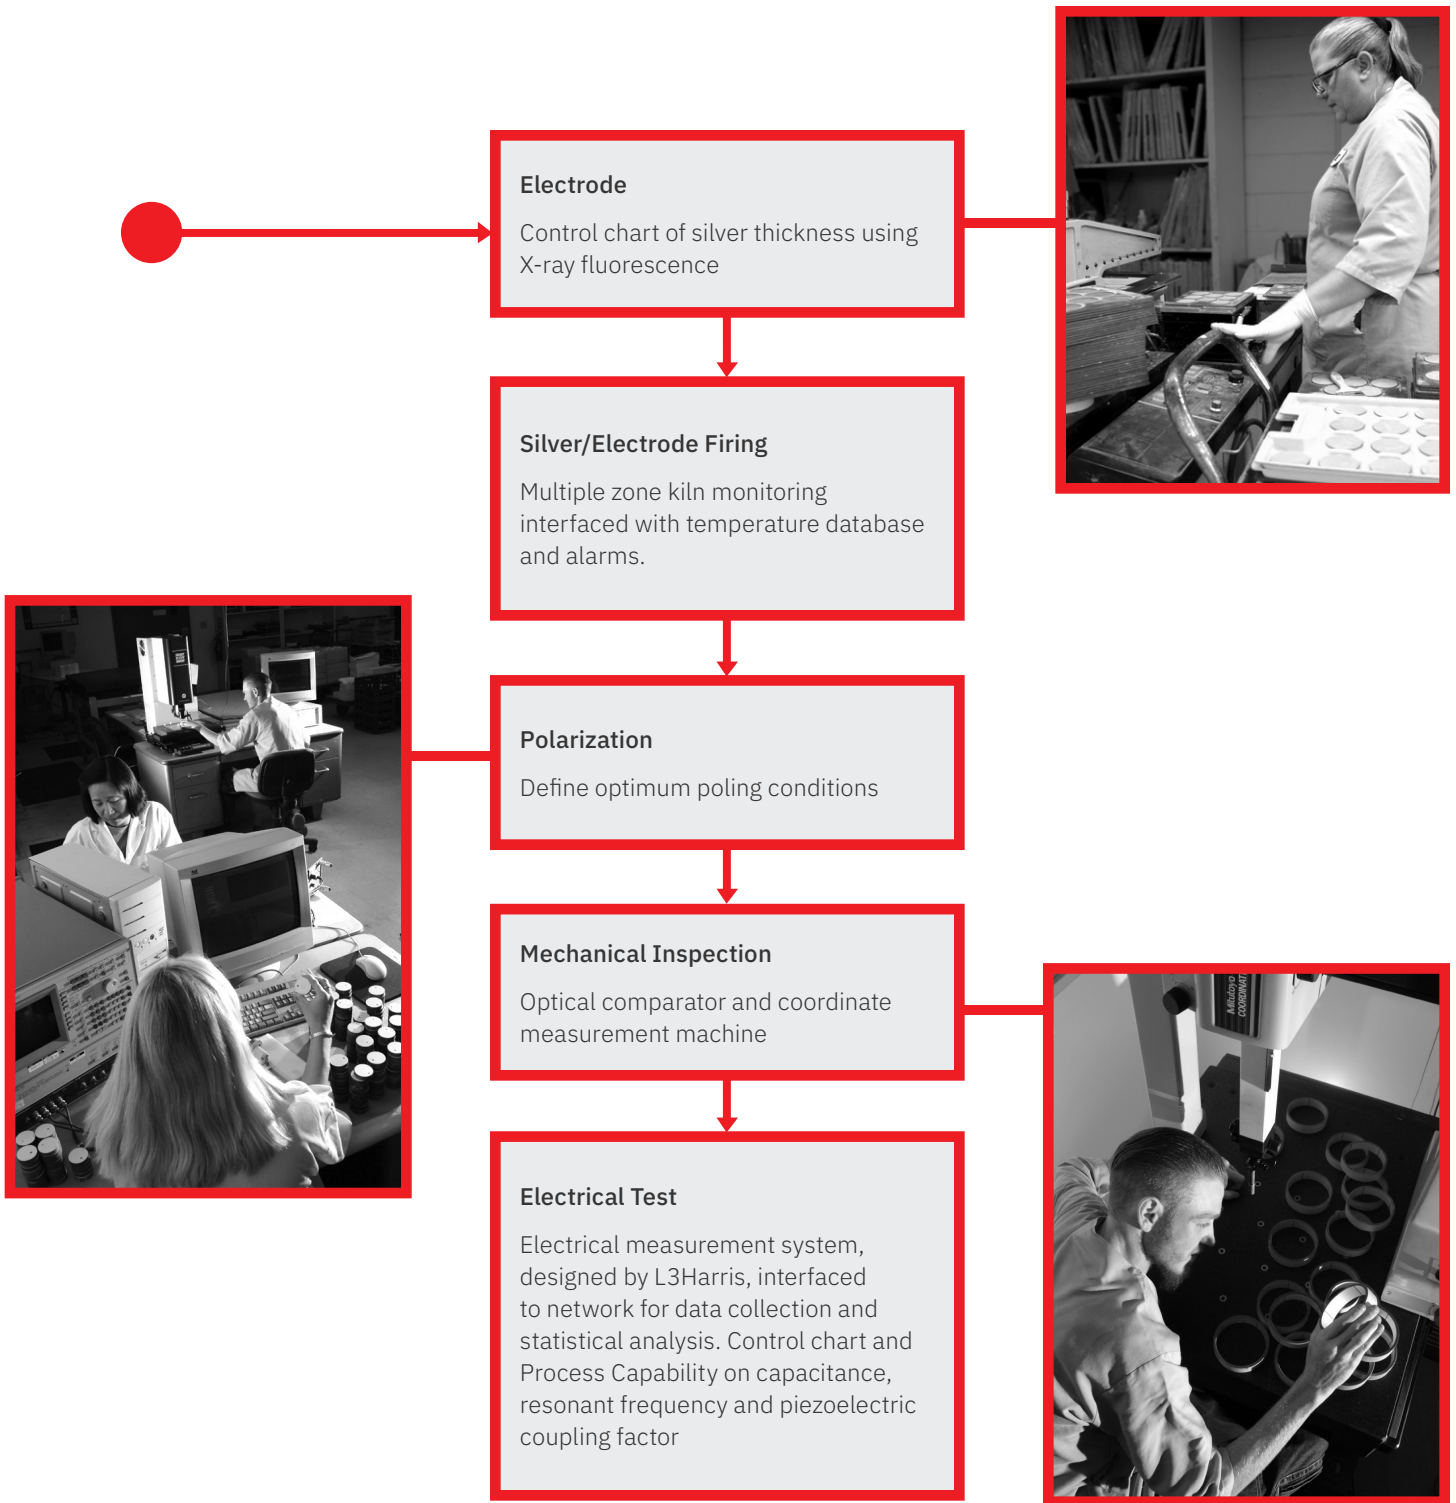 Electrode
Control chart of silver thickness using
X-ray fluorescence
Silver/Electrode Firing
Multiple zone kiln monitoring
interfaced with temperature database
and alarms.
Polarization
Define optimum poling conditions
Mechanical Inspection
Optical comparator and coordinate
measurement machine
Mitutoyo
COORDINAT
Electrical Test
Electrical measurement system,
designed by L3Harris, interfaced
to network for data collection and
statistical analysis. Control chart and
Process Capability on capacitance,
resonant frequency and piezoelectric
coupling factor